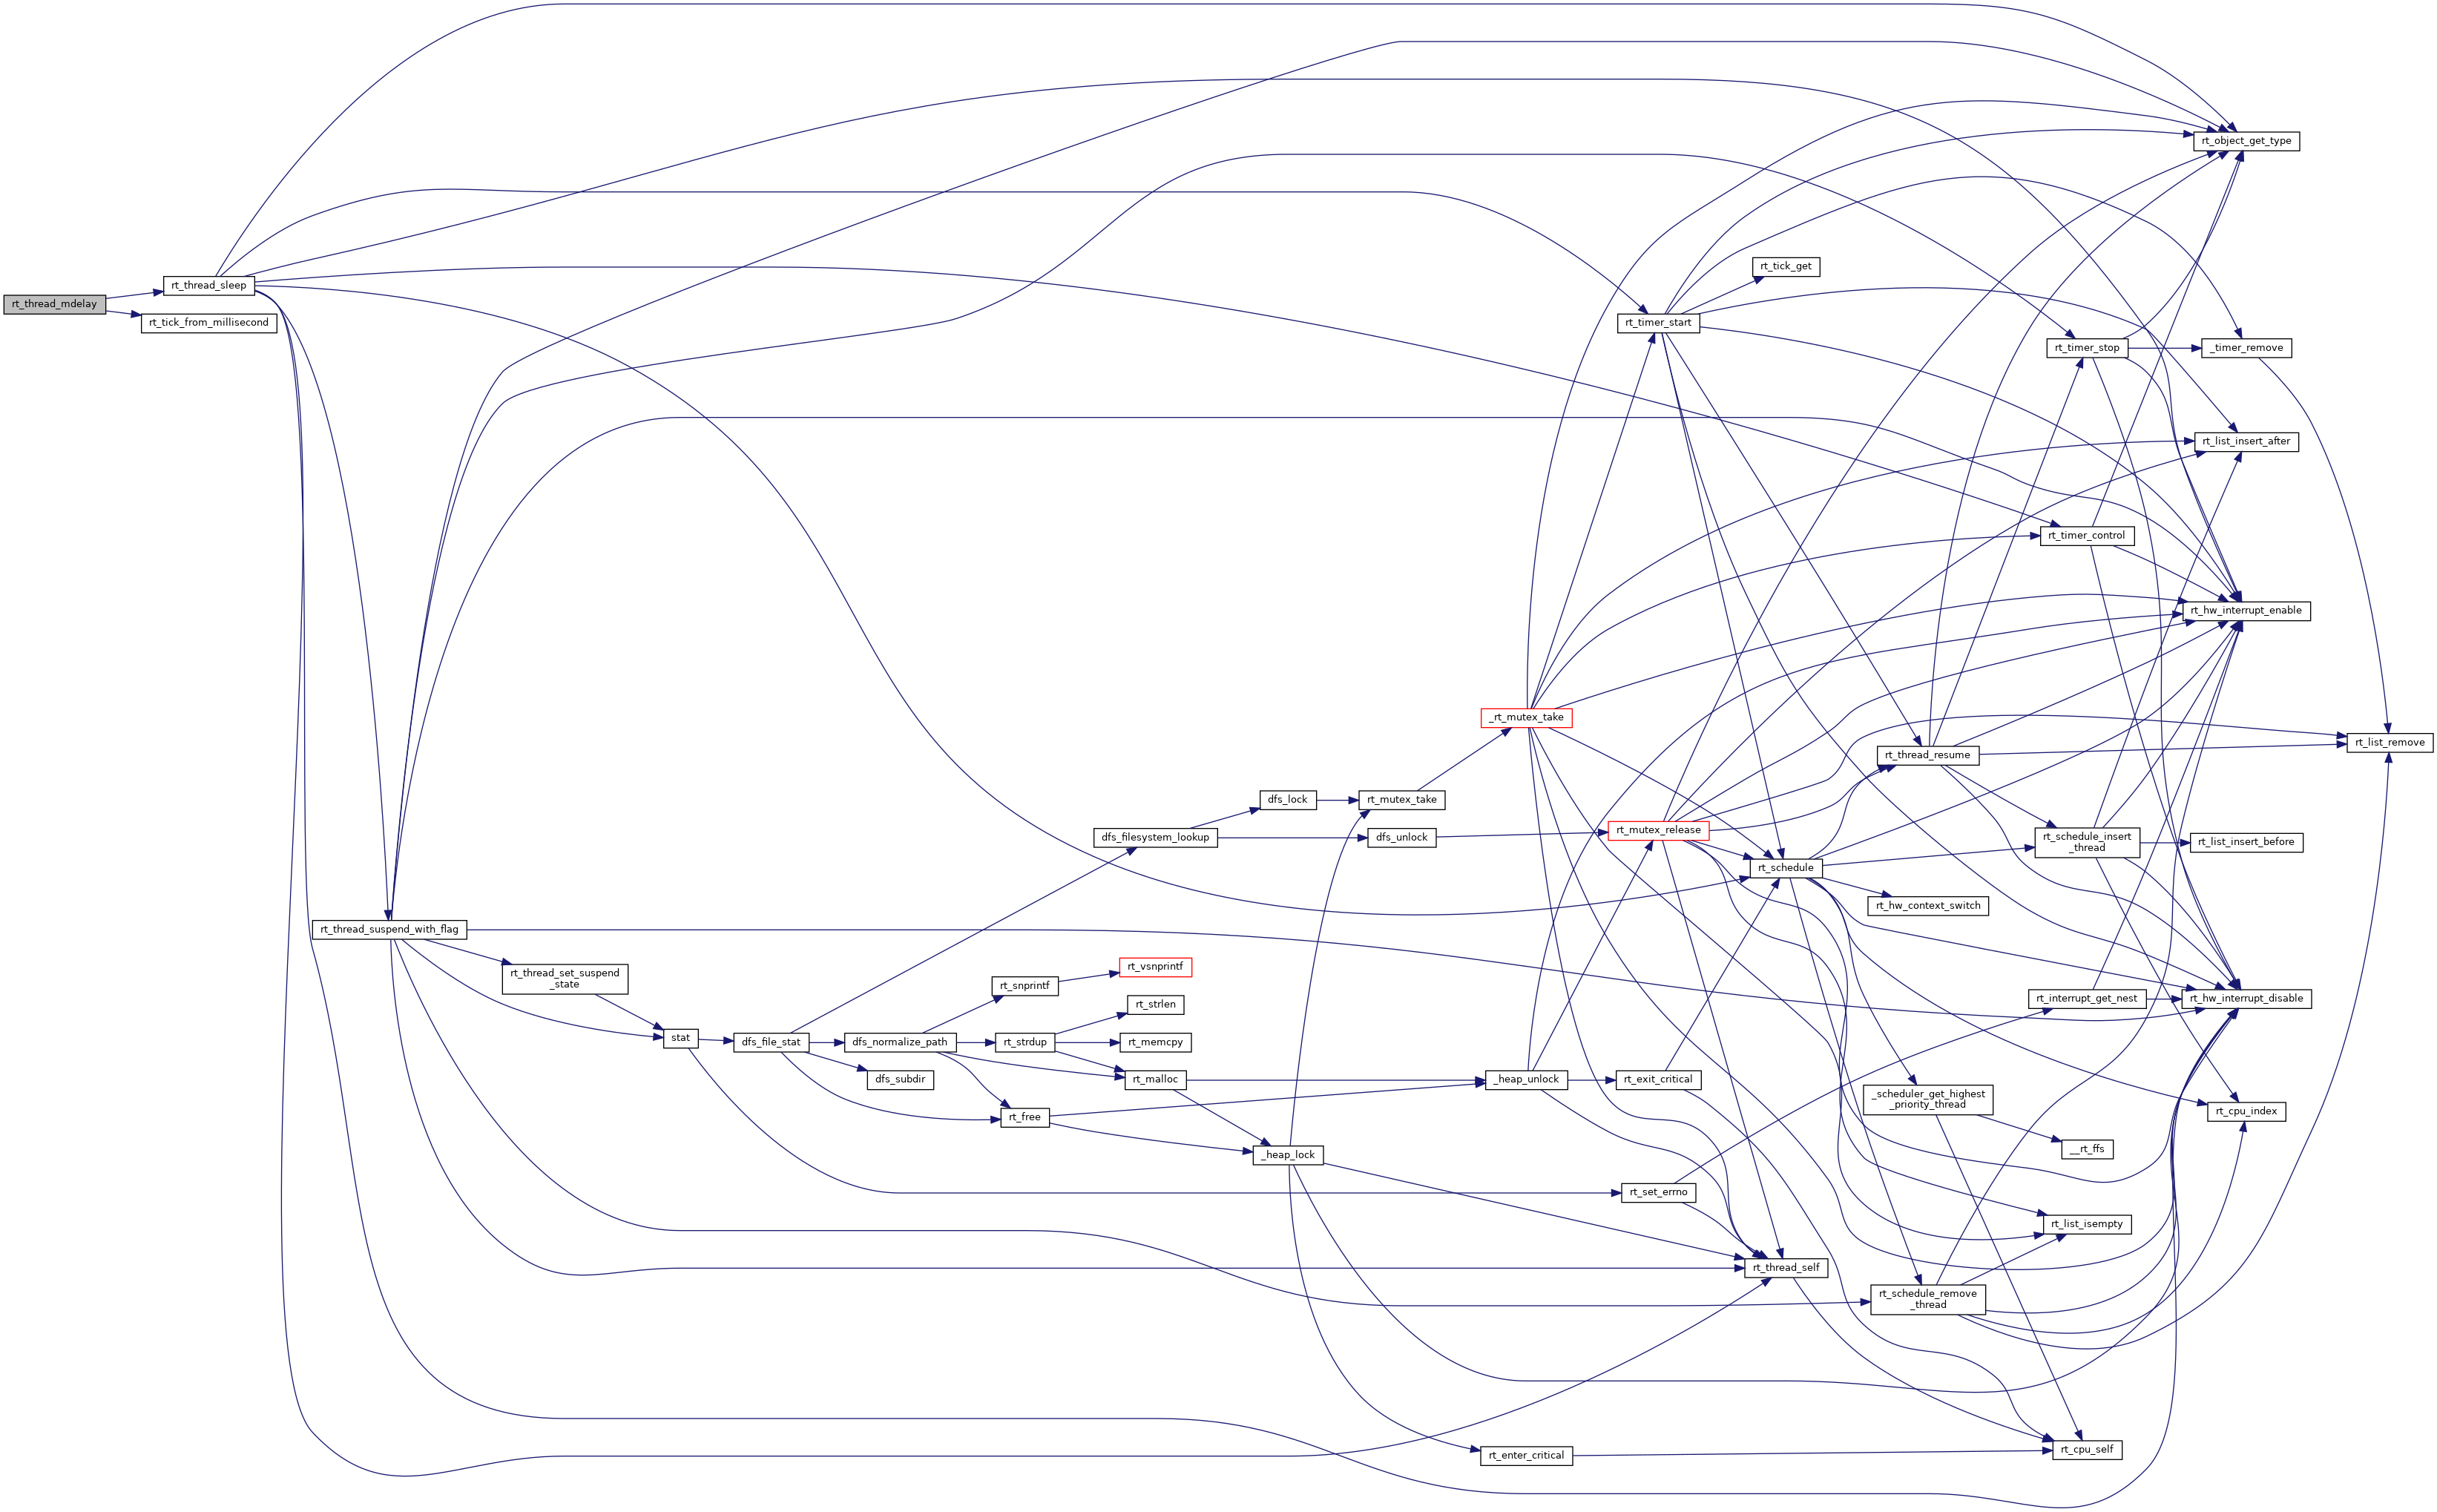 rt_thread_mdelay
rt_thread_sleep
rt_tick_from_millisecond
rt_thread_suspend_with_flag
rt_thread_set_suspend
_state
stat
dfs_file_stat
dfs_normalize_path
dfs_subdir
rt_snprintf
rt_strdup
rt_free
dfs_filesystem_lookup
rt_vsnprintf
rt_strlen
rt_memcpy
rt_malloc
dfs_lock
dfs_unlock
_heap_lock
rt_mutex_take
_rt_mutex_take
_heap_unlock
rt_enter_critical
rt_timer_start
rt_mutex_release
rt_exit_critical
rt_set_errno
rt_tick_get
rt_schedule
rt_thread_self
rt_thread_resume
rt_hw_context_switch
_scheduler_get_highest
_priority_thread
rt_schedule_remove
_thread
rt_timer_stop
rt_timer_control
rt_schedule_insert
_thread
rt_interrupt_get_nest
__rt_ffs
rt_list_isempty
rt_cpu_self
rt_object_get_type
_timer_remove
rt_list_insert_after
rt_hw_interrupt_enable
rt_list_insert_before
rt_hw_interrupt_disable
rt_cpu_index
rt_list_remove